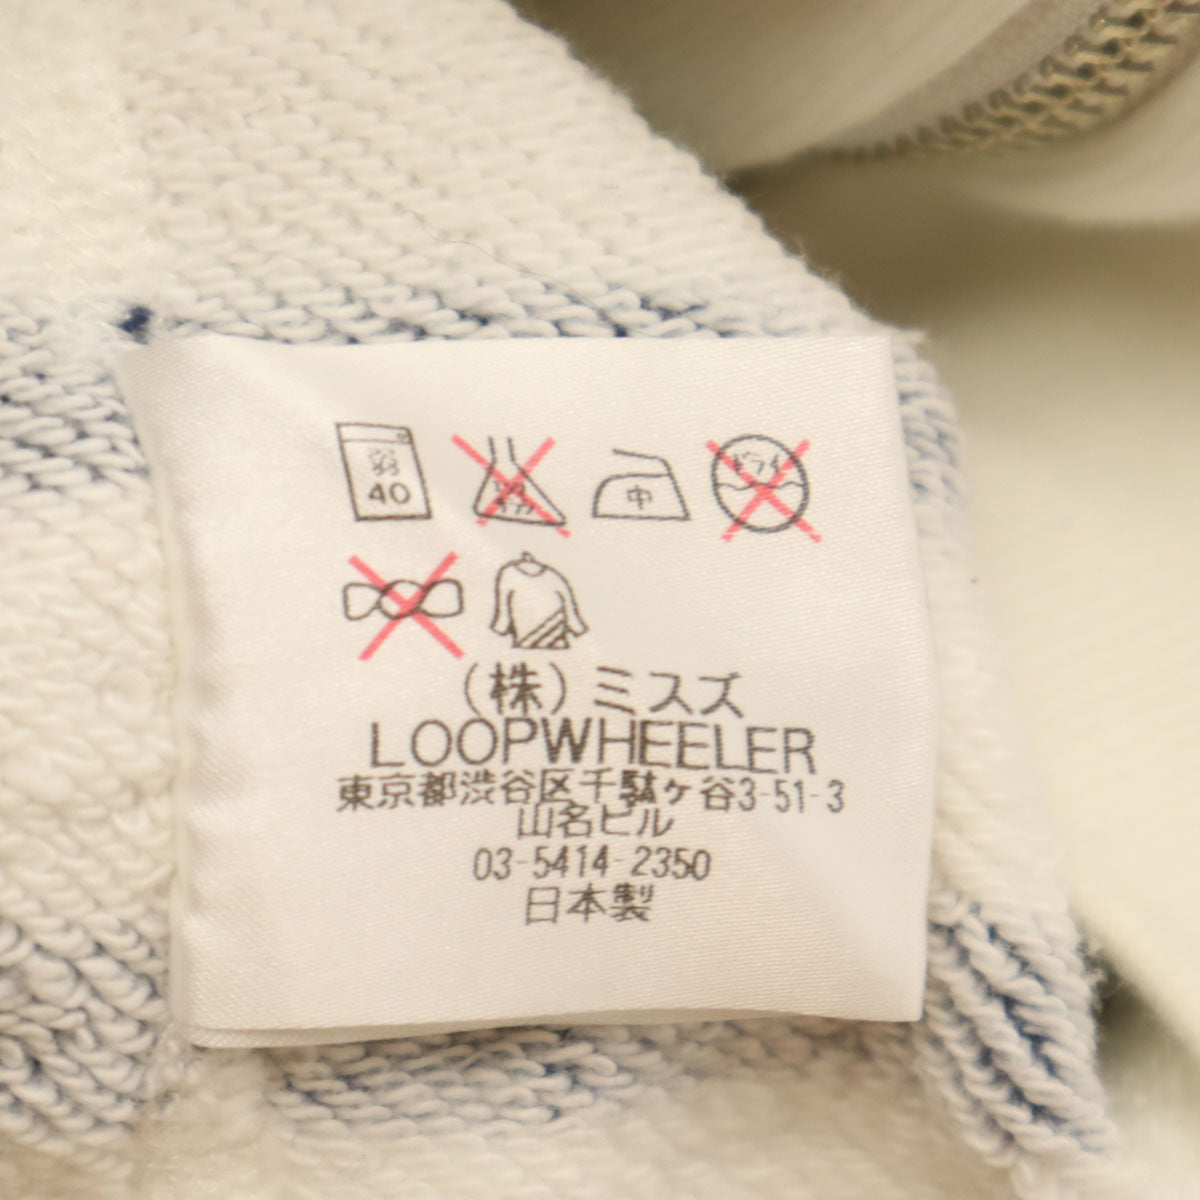 40 中 ドライ
(株)ミスズ
LOOPWHEELER
東京都渋谷区千駄ヶ谷3-51-3
山名ビル
03-5414-2350
日本製